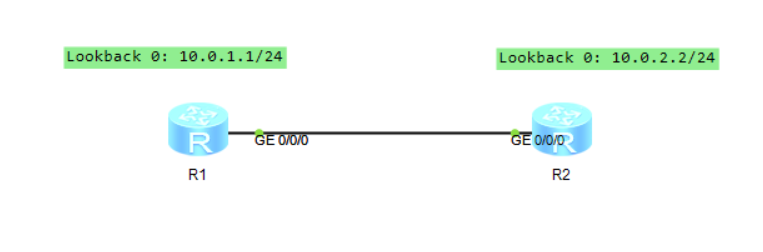 Lookback 0: 10.0.1.1/24
Lookback 0: 10.0.2.2/24
R
GE 0/0/0
GE 0/0/0
R
R1
R2